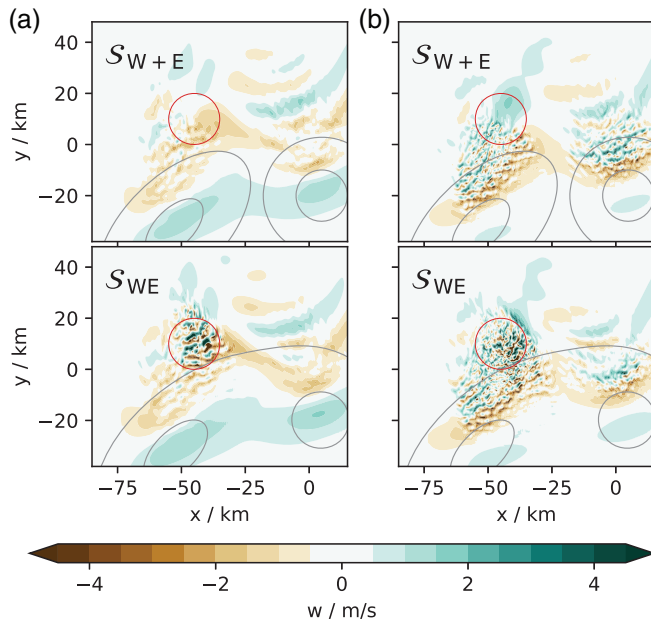 (a) (b)
S_W + E S_W + E
40
20
0
−20
y / km
S_WE S_WE
40
20
0
−20
y / km
−75 −50 −25 0 −75 −50 −25 0
x / km x / km
−4 −2 0 2 4
w / m/s